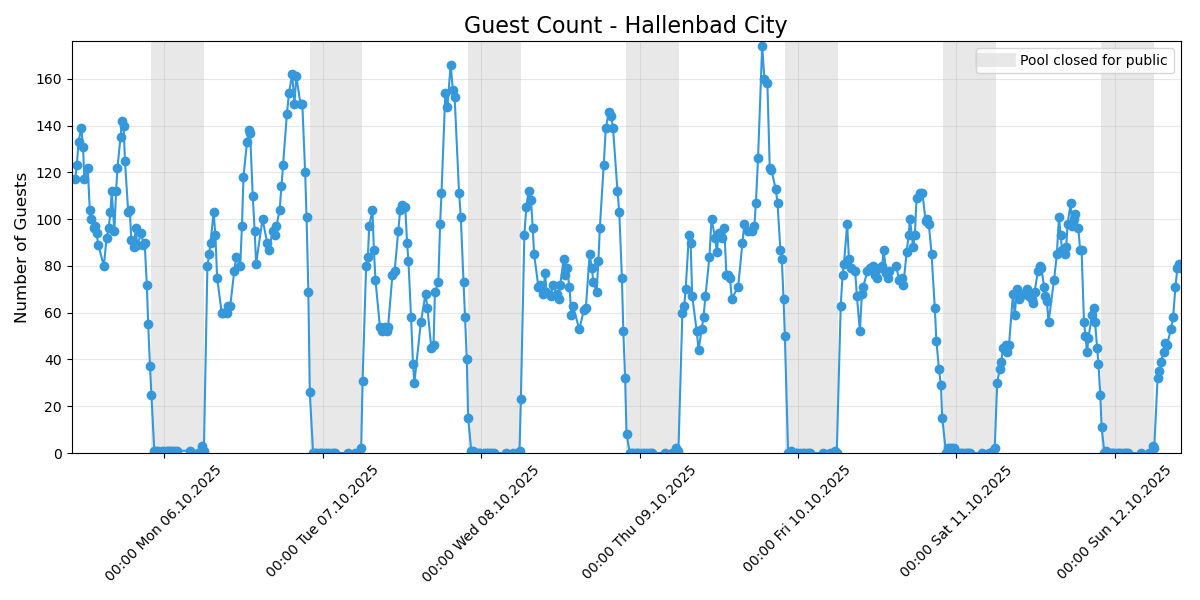 Guest Count - Hallenbad City
Pool closed for public
Number of Guests
160
140
120
100
80
60
40
20
0
00:00 Mon 06.10.2025
00:00 Tue 07.10.2025
00:00 Wed 08.10.2025
00:00 Thu 09.10.2025
00:00 Fri 10.10.2025
00:00 Sat 11.10.2025
00:00 Sun 12.10.2025